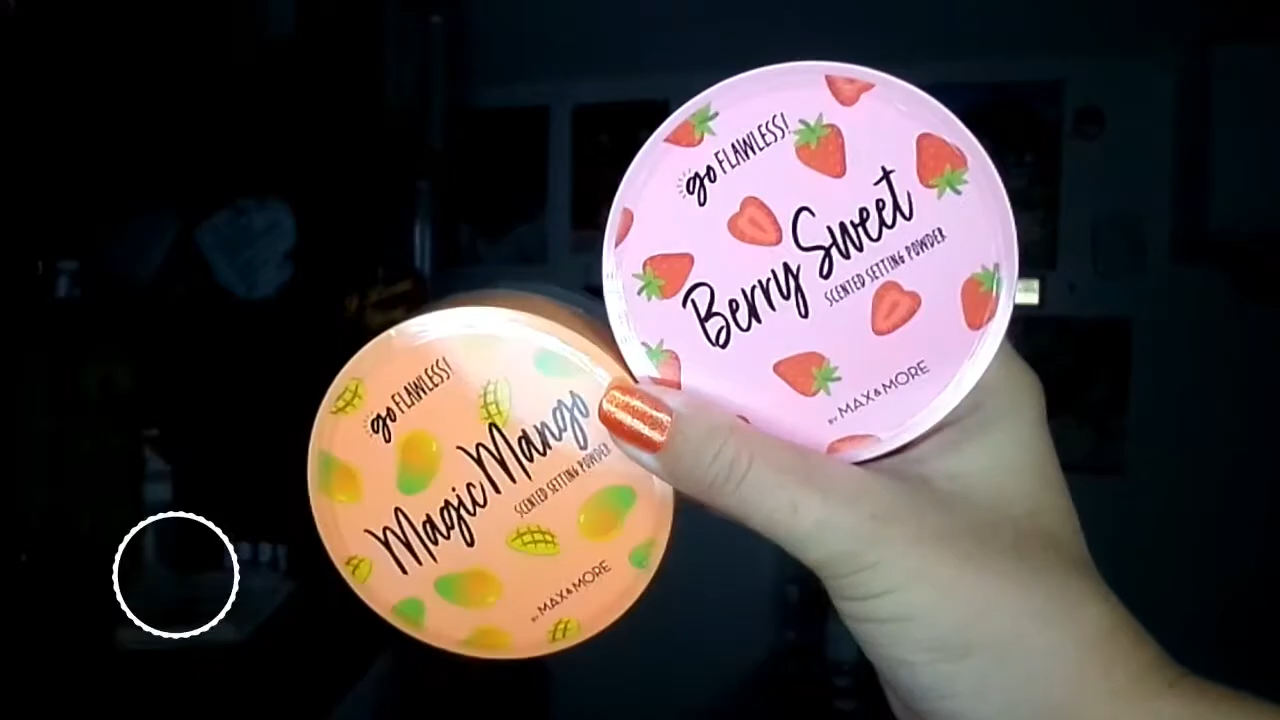 go FLAWLESS!
Berry Sweet
SCENTED SETTING POWDER
BY MAX & MORE
go FLAWLESS!
Magic Mango
SCENTED SETTING POWDER
BY MAX & MORE